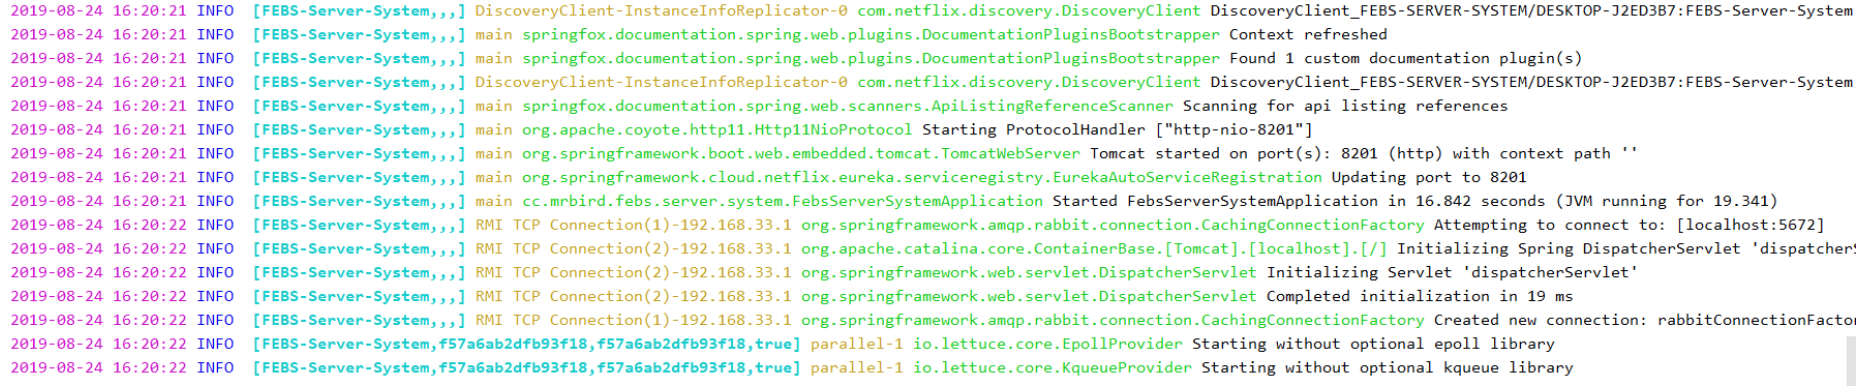 2019-08-24 16:20:21 INFO [FEBS-Server-System,,,] DiscoveryClient-InstanceInfoReplicator-0 com.netflix.discovery.DiscoveryClient DiscoveryClient_FEBS-SERVER-SYSTEM/DESKTOP-J2ED3B7:FEBS-Server-System
2019-08-24 16:20:21 INFO [FEBS-Server-System,,,] main springfox.documentation.spring.web.plugins.DocumentationPluginsBootstrapper Context refreshed
2019-08-24 16:20:21 INFO [FEBS-Server-System,,,] main springfox.documentation.spring.web.plugins.DocumentationPluginsBootstrapper Found 1 custom documentation plugin(s)
2019-08-24 16:20:21 INFO [FEBS-Server-System,,,] DiscoveryClient-InstanceInfoReplicator-0 com.netflix.discovery.DiscoveryClient DiscoveryClient_FEBS-SERVER-SYSTEM/DESKTOP-J2ED3B7:FEBS-Server-System
2019-08-24 16:20:21 INFO [FEBS-Server-System,,,] main springfox.documentation.spring.web.scanners.ApiListingReferenceScanner Scanning for api listing references
2019-08-24 16:20:21 INFO [FEBS-Server-System,,,] main org.apache.coyote.http11.Http11NioProtocol Starting ProtocolHandler ["http-nio-8201"]
2019-08-24 16:20:21 INFO [FEBS-Server-System,,,] main org.springframework.boot.web.embedded.tomcat.TomcatWebServer Tomcat started on port(s): 8201 (http) with context path ''
2019-08-24 16:20:21 INFO [FEBS-Server-System,,,] main org.springframework.cloud.netflix.eureka.serviceregistry.EurekaAutoServiceRegistration Updating port to 8201
2019-08-24 16:20:21 INFO [FEBS-Server-System,,,] main cc.mrbird.febs.server.system.FebsServerSystemApplication Started FebsServerSystemApplication in 16.842 seconds (JVM running for 19.341)
2019-08-24 16:20:22 INFO [FEBS-Server-System,,,] RMI TCP Connection(1)-192.168.33.1 org.springframework.amqp.rabbit.connection.CachingConnectionFactory Attempting to connect to: [localhost:5672]
2019-08-24 16:20:22 INFO [FEBS-Server-System,,,] RMI TCP Connection(2)-192.168.33.1 org.apache.catalina.core.ContainerBase.[Tomcat].[localhost].[/] Initializing Spring DispatcherServlet 'dispatcherS
2019-08-24 16:20:22 INFO [FEBS-Server-System,,,] RMI TCP Connection(2)-192.168.33.1 org.springframework.web.servlet.DispatcherServlet Initializing Servlet 'dispatcherServlet'
2019-08-24 16:20:22 INFO [FEBS-Server-System,,,] RMI TCP Connection(2)-192.168.33.1 org.springframework.web.servlet.DispatcherServlet Completed initialization in 19 ms
2019-08-24 16:20:22 INFO [FEBS-Server-System,,,] RMI TCP Connection(1)-192.168.33.1 org.springframework.amqp.rabbit.connection.CachingConnectionFactory Created new connection: rabbitConnectionFacto
2019-08-24 16:20:22 INFO [FEBS-Server-System,f57a6ab2dfb93f18,f57a6ab2dfb93f18,true] parallel-1 io.lettuce.core.EpollProvider Starting without optional epoll library
2019-08-24 16:20:22 INFO [FEBS-Server-System,f57a6ab2dfb93f18,f57a6ab2dfb93f18,true] parallel-1 io.lettuce.core.KqueueProvider Starting without optional kqueue library